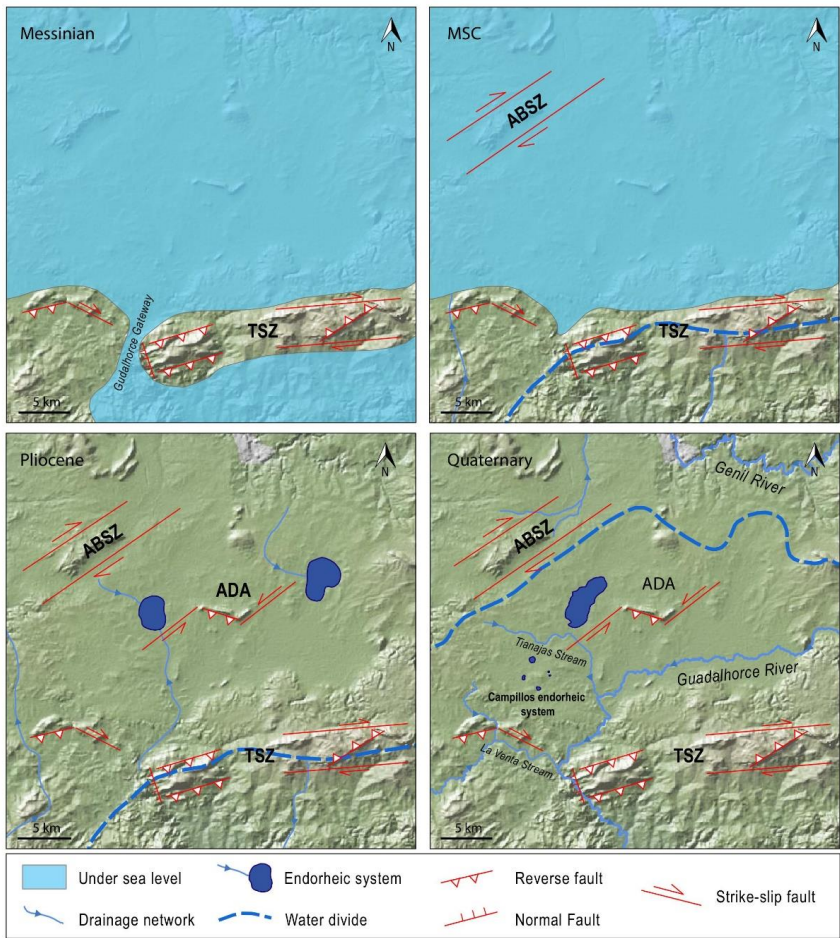 Messinian
N
Gudalhorce Gateway
TSZ
5 km
MSC
N
ABSZ
TSZ
5 km
Pliocene
N
ABSZ
ADA
TSZ
5 km
Quaternary
N
Genil River
ABSZ
ADA
Tianajas Stream
Guadalhorce River
Campillos endorheic
system
TSZ
La Venta Stream
5 km
Under sea level
Endorheic system
Reverse fault
Strike-slip fault
Drainage network
Water divide
Normal Fault